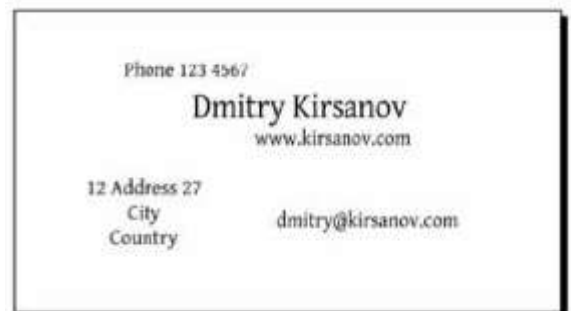 Phone 123 4567
Dmitry Kirsanov
www.kirsanov.com
12 Address 27
City
Country
dmitry@kirsanov.com